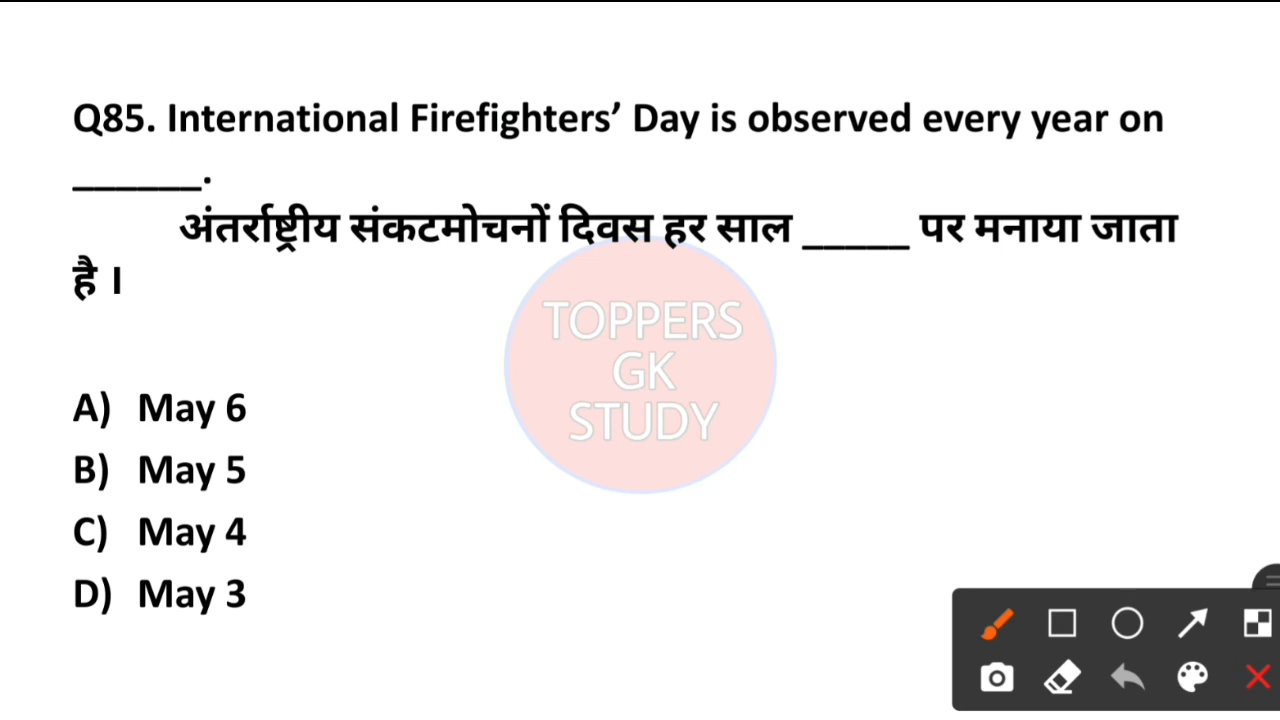 Q85. International Firefighters’ Day is observed every year on
______.
अंतर्राष्ट्रीय संकटमोचनों दिवस हर साल _____ पर मनाया जाता
है ।
TOPPERS
GK
STUDY
A) May 6
B) May 5
C) May 4
D) May 3